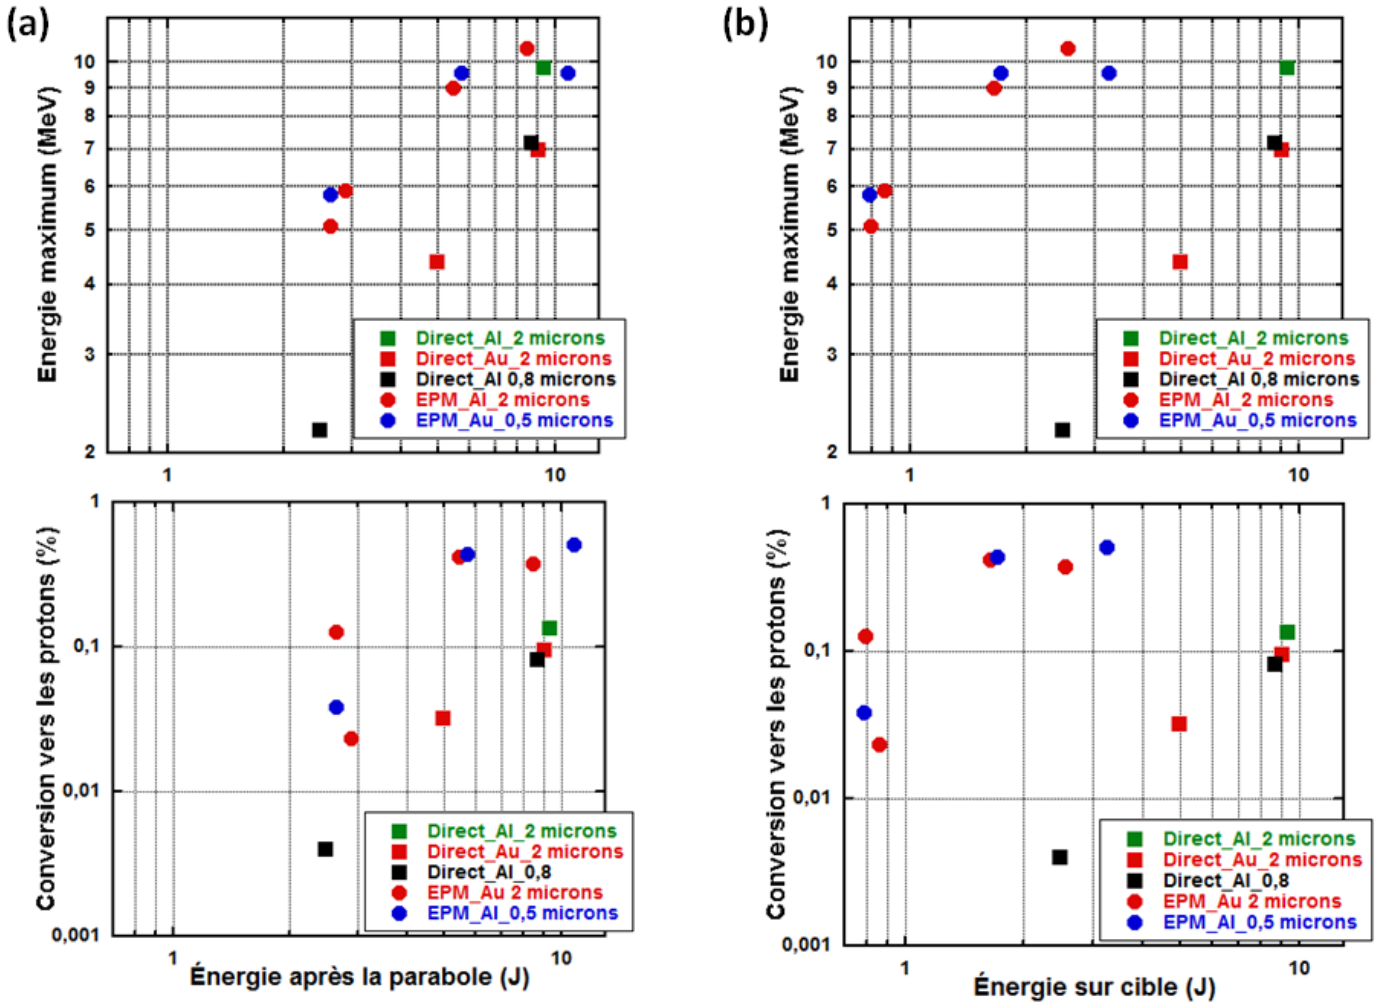 (a)
Energie maximum (MeV)
10
9
8
7
6
5
4
3
2
Direct_Al_2 microns
Direct_Au_2 microns
Direct_Al 0,8 microns
EPM_Al_2 microns
EPM_Au_0,5 microns
1
10
(b)
Energie maximum (MeV)
10
9
8
7
6
5
4
3
2
Direct_Al_2 microns
Direct_Au_2 microns
Direct_Al 0,8 microns
EPM_Al_2 microns
EPM_Au_0,5 microns
1
10
Conversion vers les protons (%)
1
0,1
0,01
0,001
Direct_Al_2 microns
Direct_Au_2 microns
Direct_Al_0,8
EPM_Au 2 microns
EPM_Al_0,5 microns
1
10
Énergie après la parabole (J)
Conversion vers les protons (%)
1
0,1
0,01
0,001
Direct_Al_2 microns
Direct_Au_2 microns
Direct_Al_0,8
EPM_Au 2 microns
EPM_Al_0,5 microns
1
10
Énergie sur cible (J)